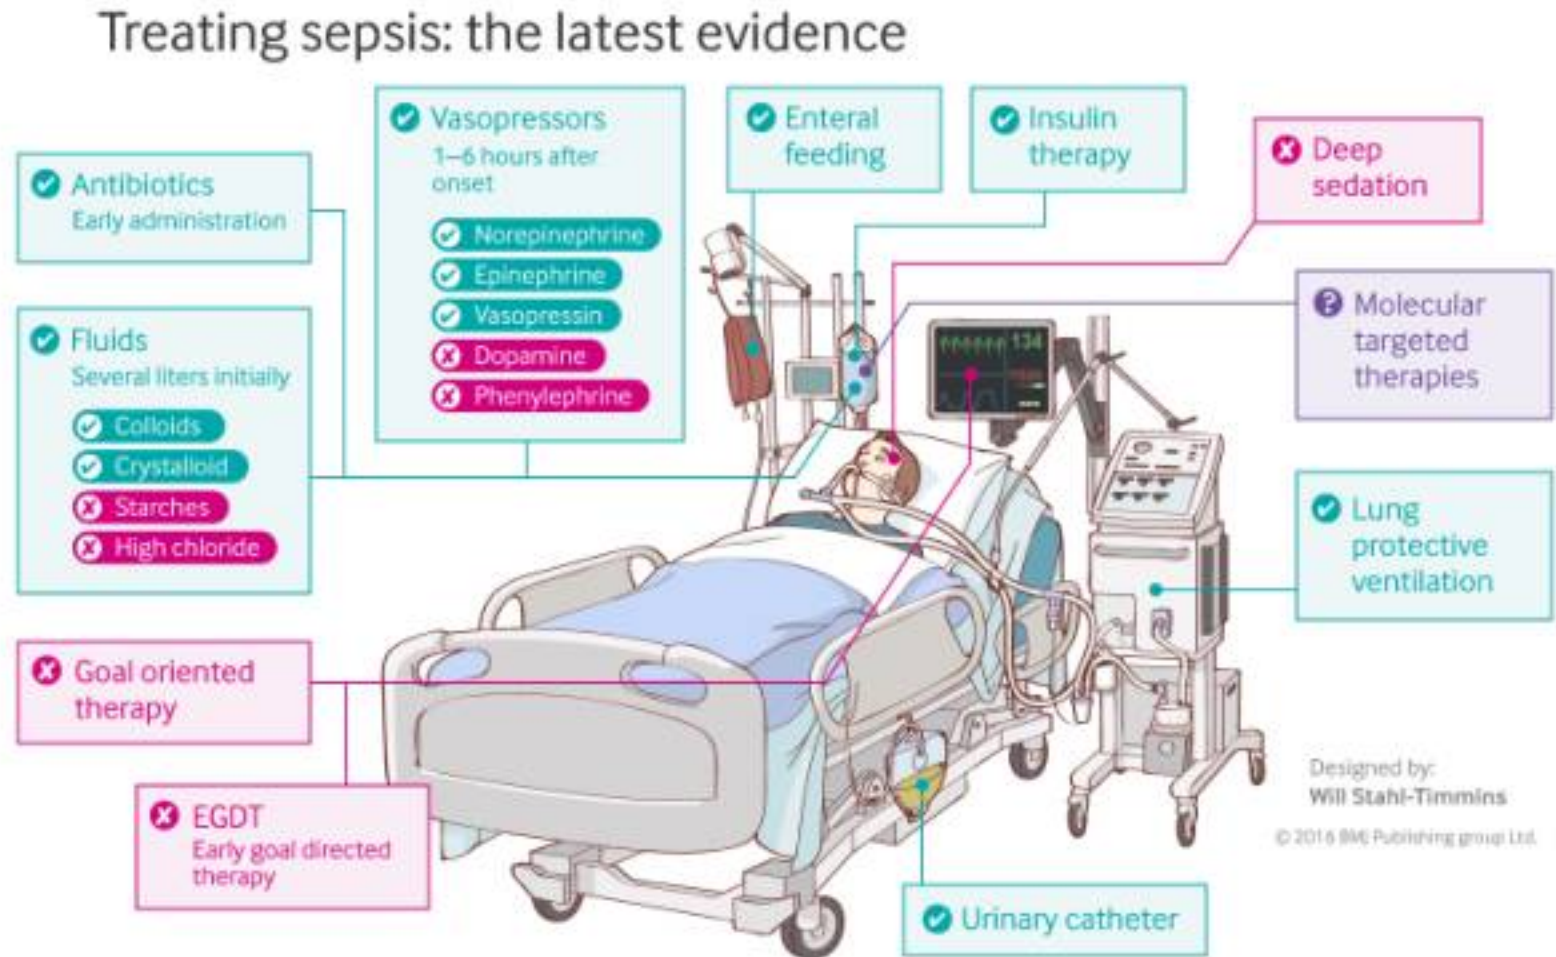 Treating sepsis: the latest evidence
Antibiotics
Early administration
Fluids
Several liters initially
Colloids
Crystalloid
Starches
High chloride
Vasopressors
1–6 hours after
onset
Norepinephrine
Epinephrine
Vasopressin
Dopamine
Phenylephrine
Enteral
feeding
Insulin
therapy
Deep
sedation
Molecular
targeted
therapies
134
Lung
protective
ventilation
Goal oriented
therapy
EGDT
Early goal directed
therapy
Urinary catheter
Designed by:
Will Stahl-Timmins
© 2016 BMJ Publishing group Ltd.